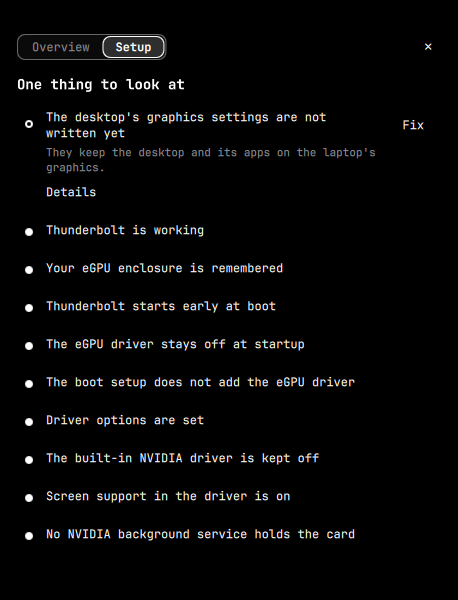 Overview Setup ×
One thing to look at
The desktop's graphics settings are not
written yet
Fix
They keep the desktop and its apps on the laptop's
graphics.
Details
Thunderbolt is working
Your eGPU enclosure is remembered
Thunderbolt starts early at boot
The eGPU driver stays off at startup
The boot setup does not add the eGPU driver
Driver options are set
The built-in NVIDIA driver is kept off
Screen support in the driver is on
No NVIDIA background service holds the card